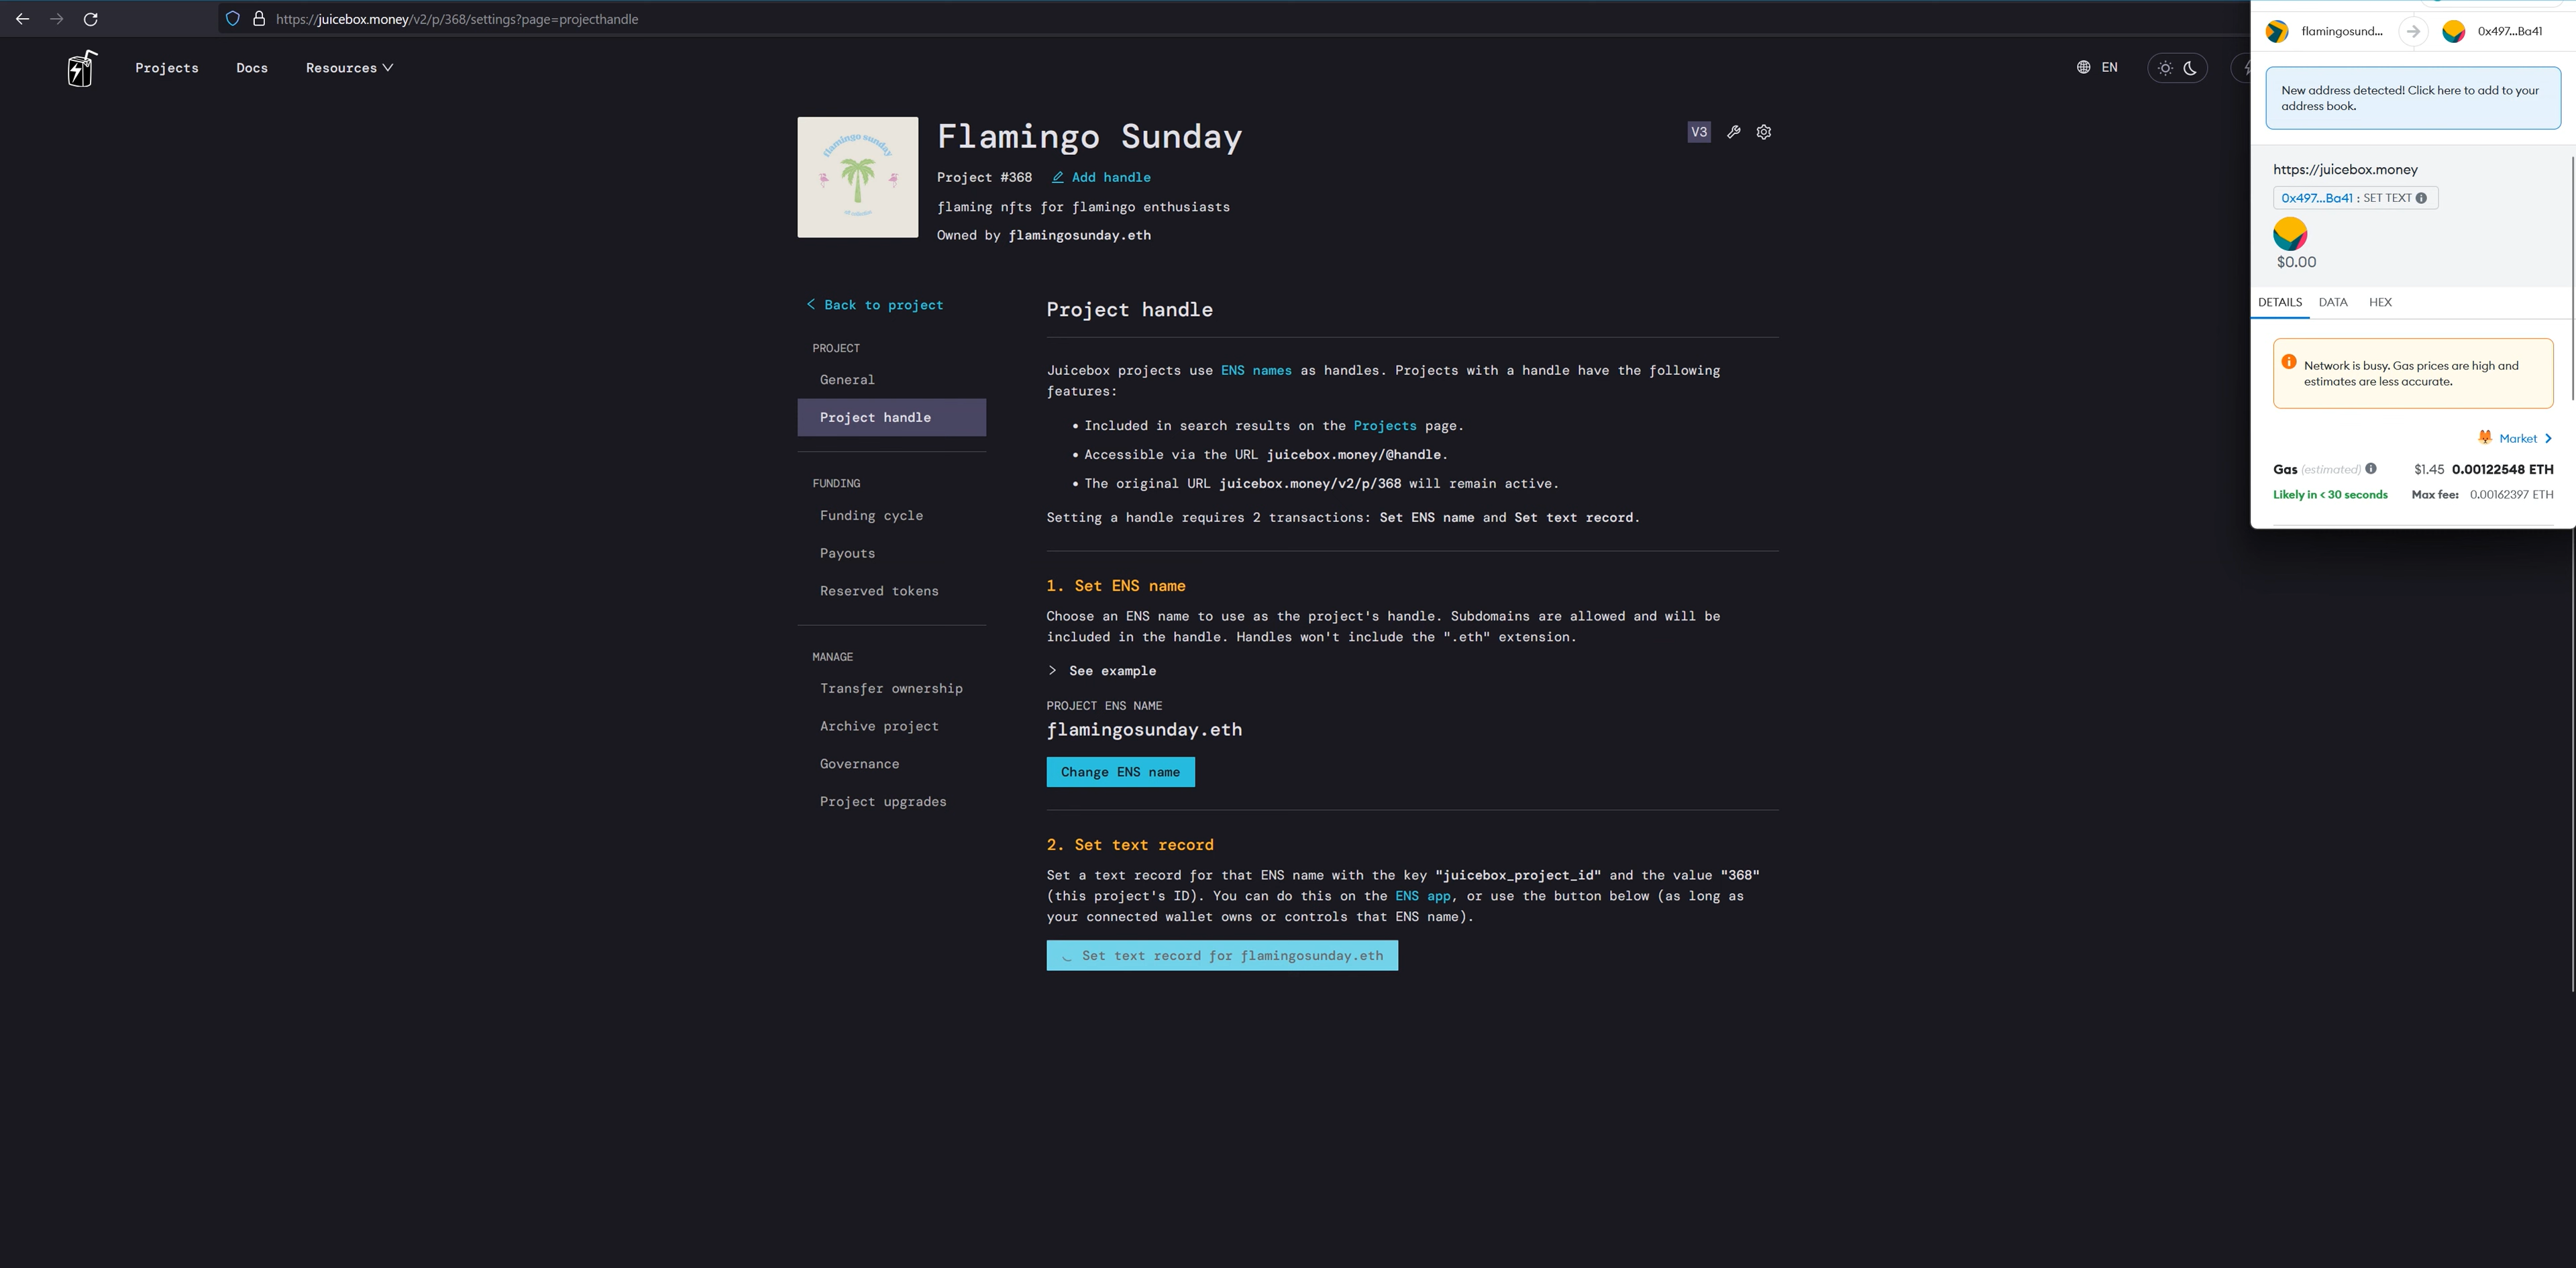 https://juicebox.money/v2/p/368/settings?page=projecthandle
Projects
Docs
Resources
EN
Flamingo sunday
Flamingo Sunday
V3
Project #368
Add handle
flaming nfts for flamingo enthusiasts
Owned by flamingosunday.eth
Back to project
PROJECT
General
Project handle
FUNDING
Funding cycle
Payouts
Reserved tokens
MANAGE
Transfer ownership
Archive project
Governance
Project upgrades
Project handle
Juicebox projects use ENS names as handles. Projects with a handle have the following
features:
• Included in search results on the Projects page.
• Accessible via the URL juicebox.money/@handle.
• The original URL juicebox.money/v2/p/368 will remain active.
Setting a handle requires 2 transactions: Set ENS name and Set text record.
1. Set ENS name
Choose an ENS name to use as the project's handle. Subdomains are allowed and will be
included in the handle. Handles won't include the ".eth" extension.
See example
PROJECT ENS NAME
flamingosunday.eth
Change ENS name
2. Set text record
Set a text record for that ENS name with the key "juicebox_project_id" and the value "368"
(this project's ID). You can do this on the ENS app, or use the button below (as long as
your connected wallet owns or controls that ENS name).
Set text record for flamingosunday.eth
flamingosund...
0x497...Ba41
New address detected! Click here to add to your
address book.
https://juicebox.money
0x497...Ba41 : SET TEXT
$0.00
DETAILS
DATA
HEX
Network is busy. Gas prices are high and
estimates are less accurate.
Market
Gas (estimated) $1.45 0.00122548 ETH
Likely in < 30 seconds Max fee: 0.00162397 ETH